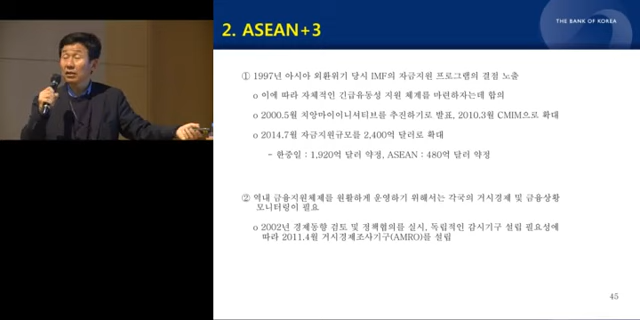 THE BANK OF KOREA
2. ASEAN+3
① 1997년 아시아 외환위기 당시 IMF의 자금지원 프로그램의 결점 노출
o 이에 따라 자체적인 긴급유동성 지원 체계를 마련하자는데 합의
o 2000.5월 치앙마이이니셔티브를 추진하기로 발표, 2010.3월 CMIM으로 확대
o 2014.7월 자금지원규모를 2,400억 달러로 확대
- 한중일 : 1,920억 달러 약정, ASEAN : 480억 달러 약정
② 역내 금융지원체제를 원활하게 운영하기 위해서는 각국의 거시경제 및 금융상황
모니터링이 필요
o 2002년 경제동향 검토 및 정책협의를 실시, 독립적인 감시기구 설립 필요성에
따라 2011.4월 거시경제조사기구(AMRO)를 설립
45